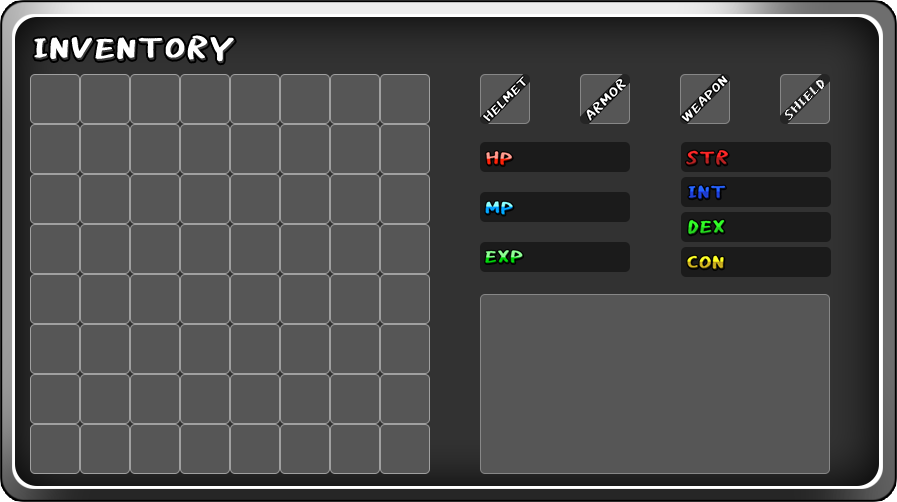 INVENTORY
HELMET
ARMOR
WEAPON
SHIELD
HP
MP
EXP
STR
INT
DEX
CON